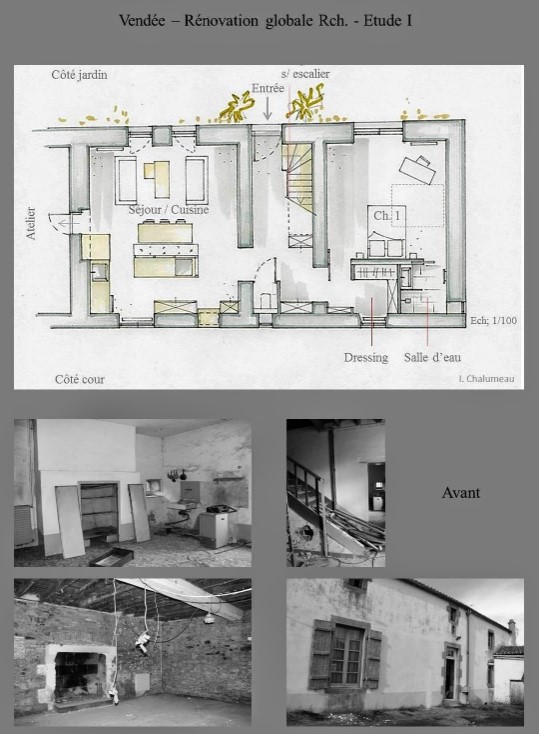 Vendée – Rénovation globale Rch. - Etude I
Côté jardin
s/ escalier
Entrée
Séjour / Cuisine
Atelier
Ch. 1
Ech; 1/100
Dressing
Salle d'eau
Côté cour
I. Chalumeau
Avant